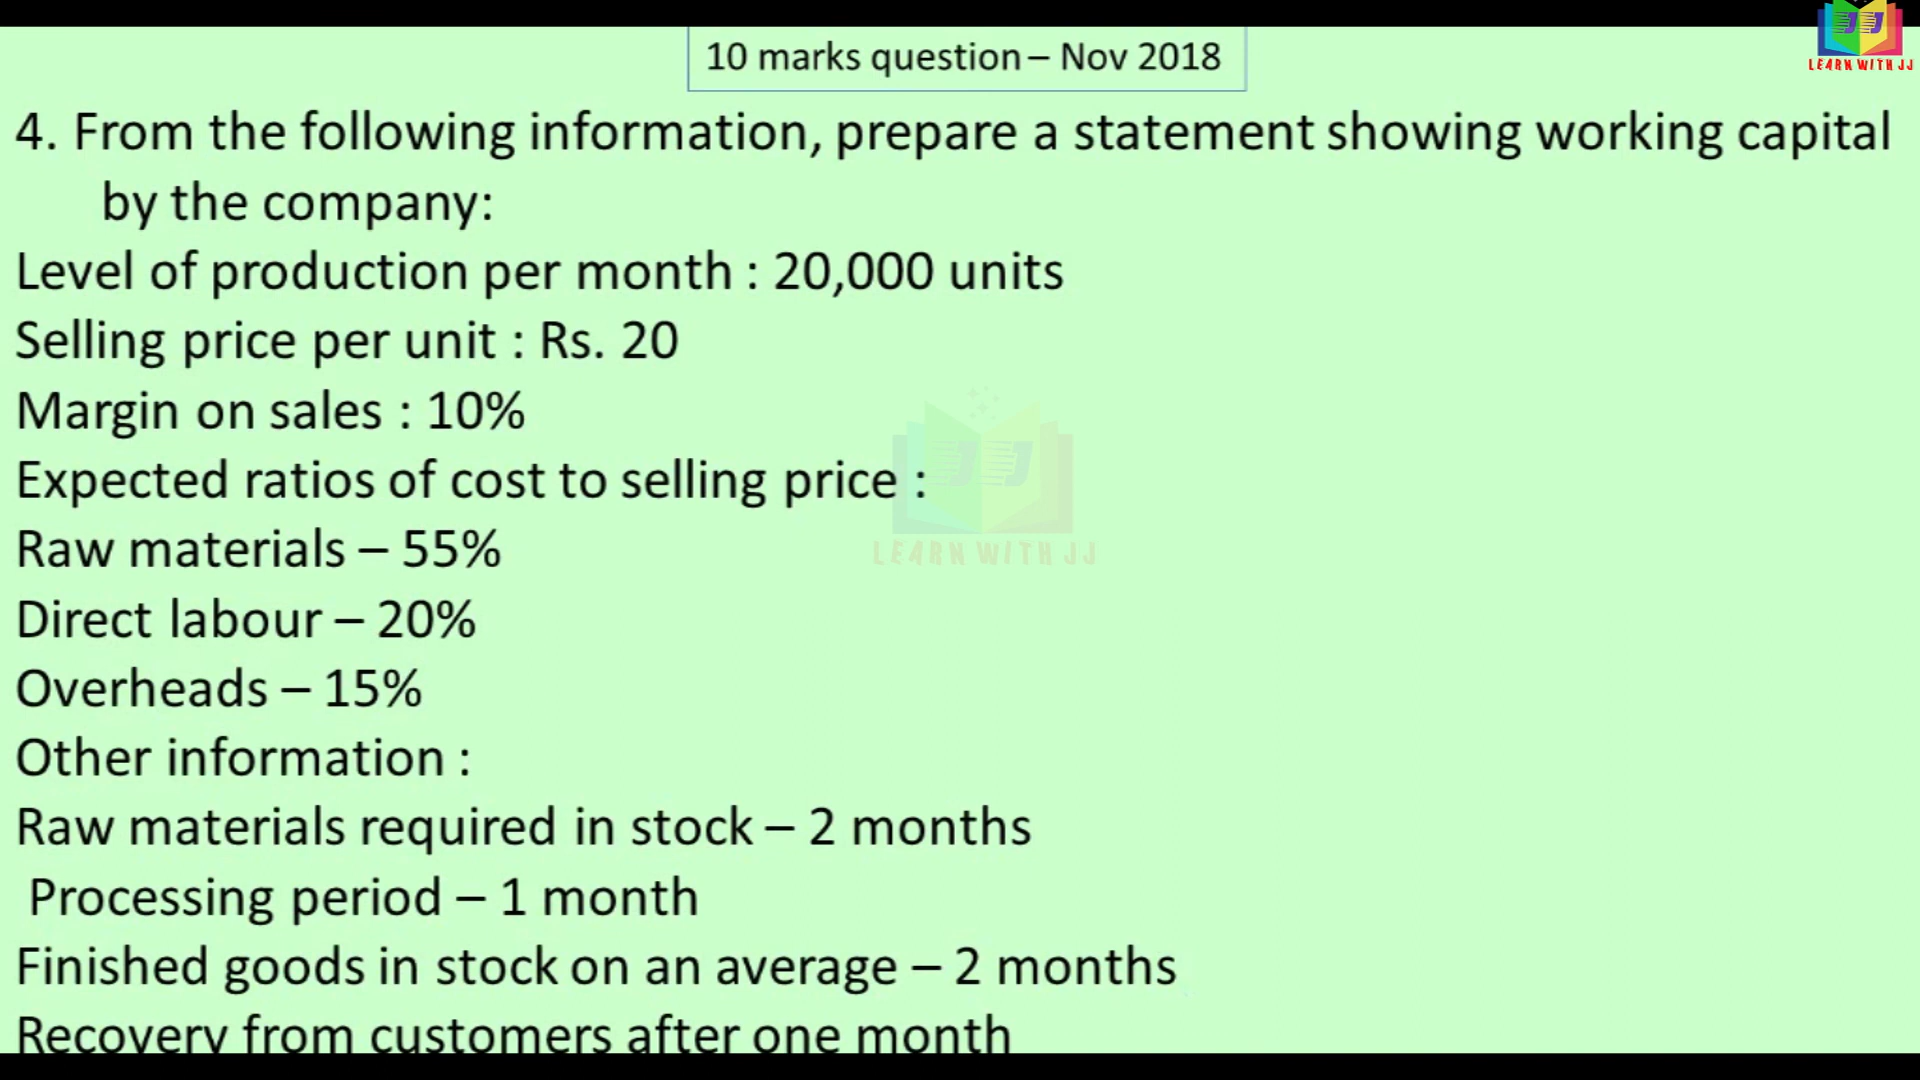 10 marks question – Nov 2018
LEARN WITH JJ
4. From the following information, prepare a statement showing working capital
by the company:
Level of production per month : 20,000 units
Selling price per unit : Rs. 20
Margin on sales : 10%
Expected ratios of cost to selling price :
Raw materials – 55%
LEARN WITH JJ
Direct labour – 20%
Overheads – 15%
Other information :
Raw materials required in stock – 2 months
Processing period – 1 month
Finished goods in stock on an average – 2 months
Recovery from customers after one month